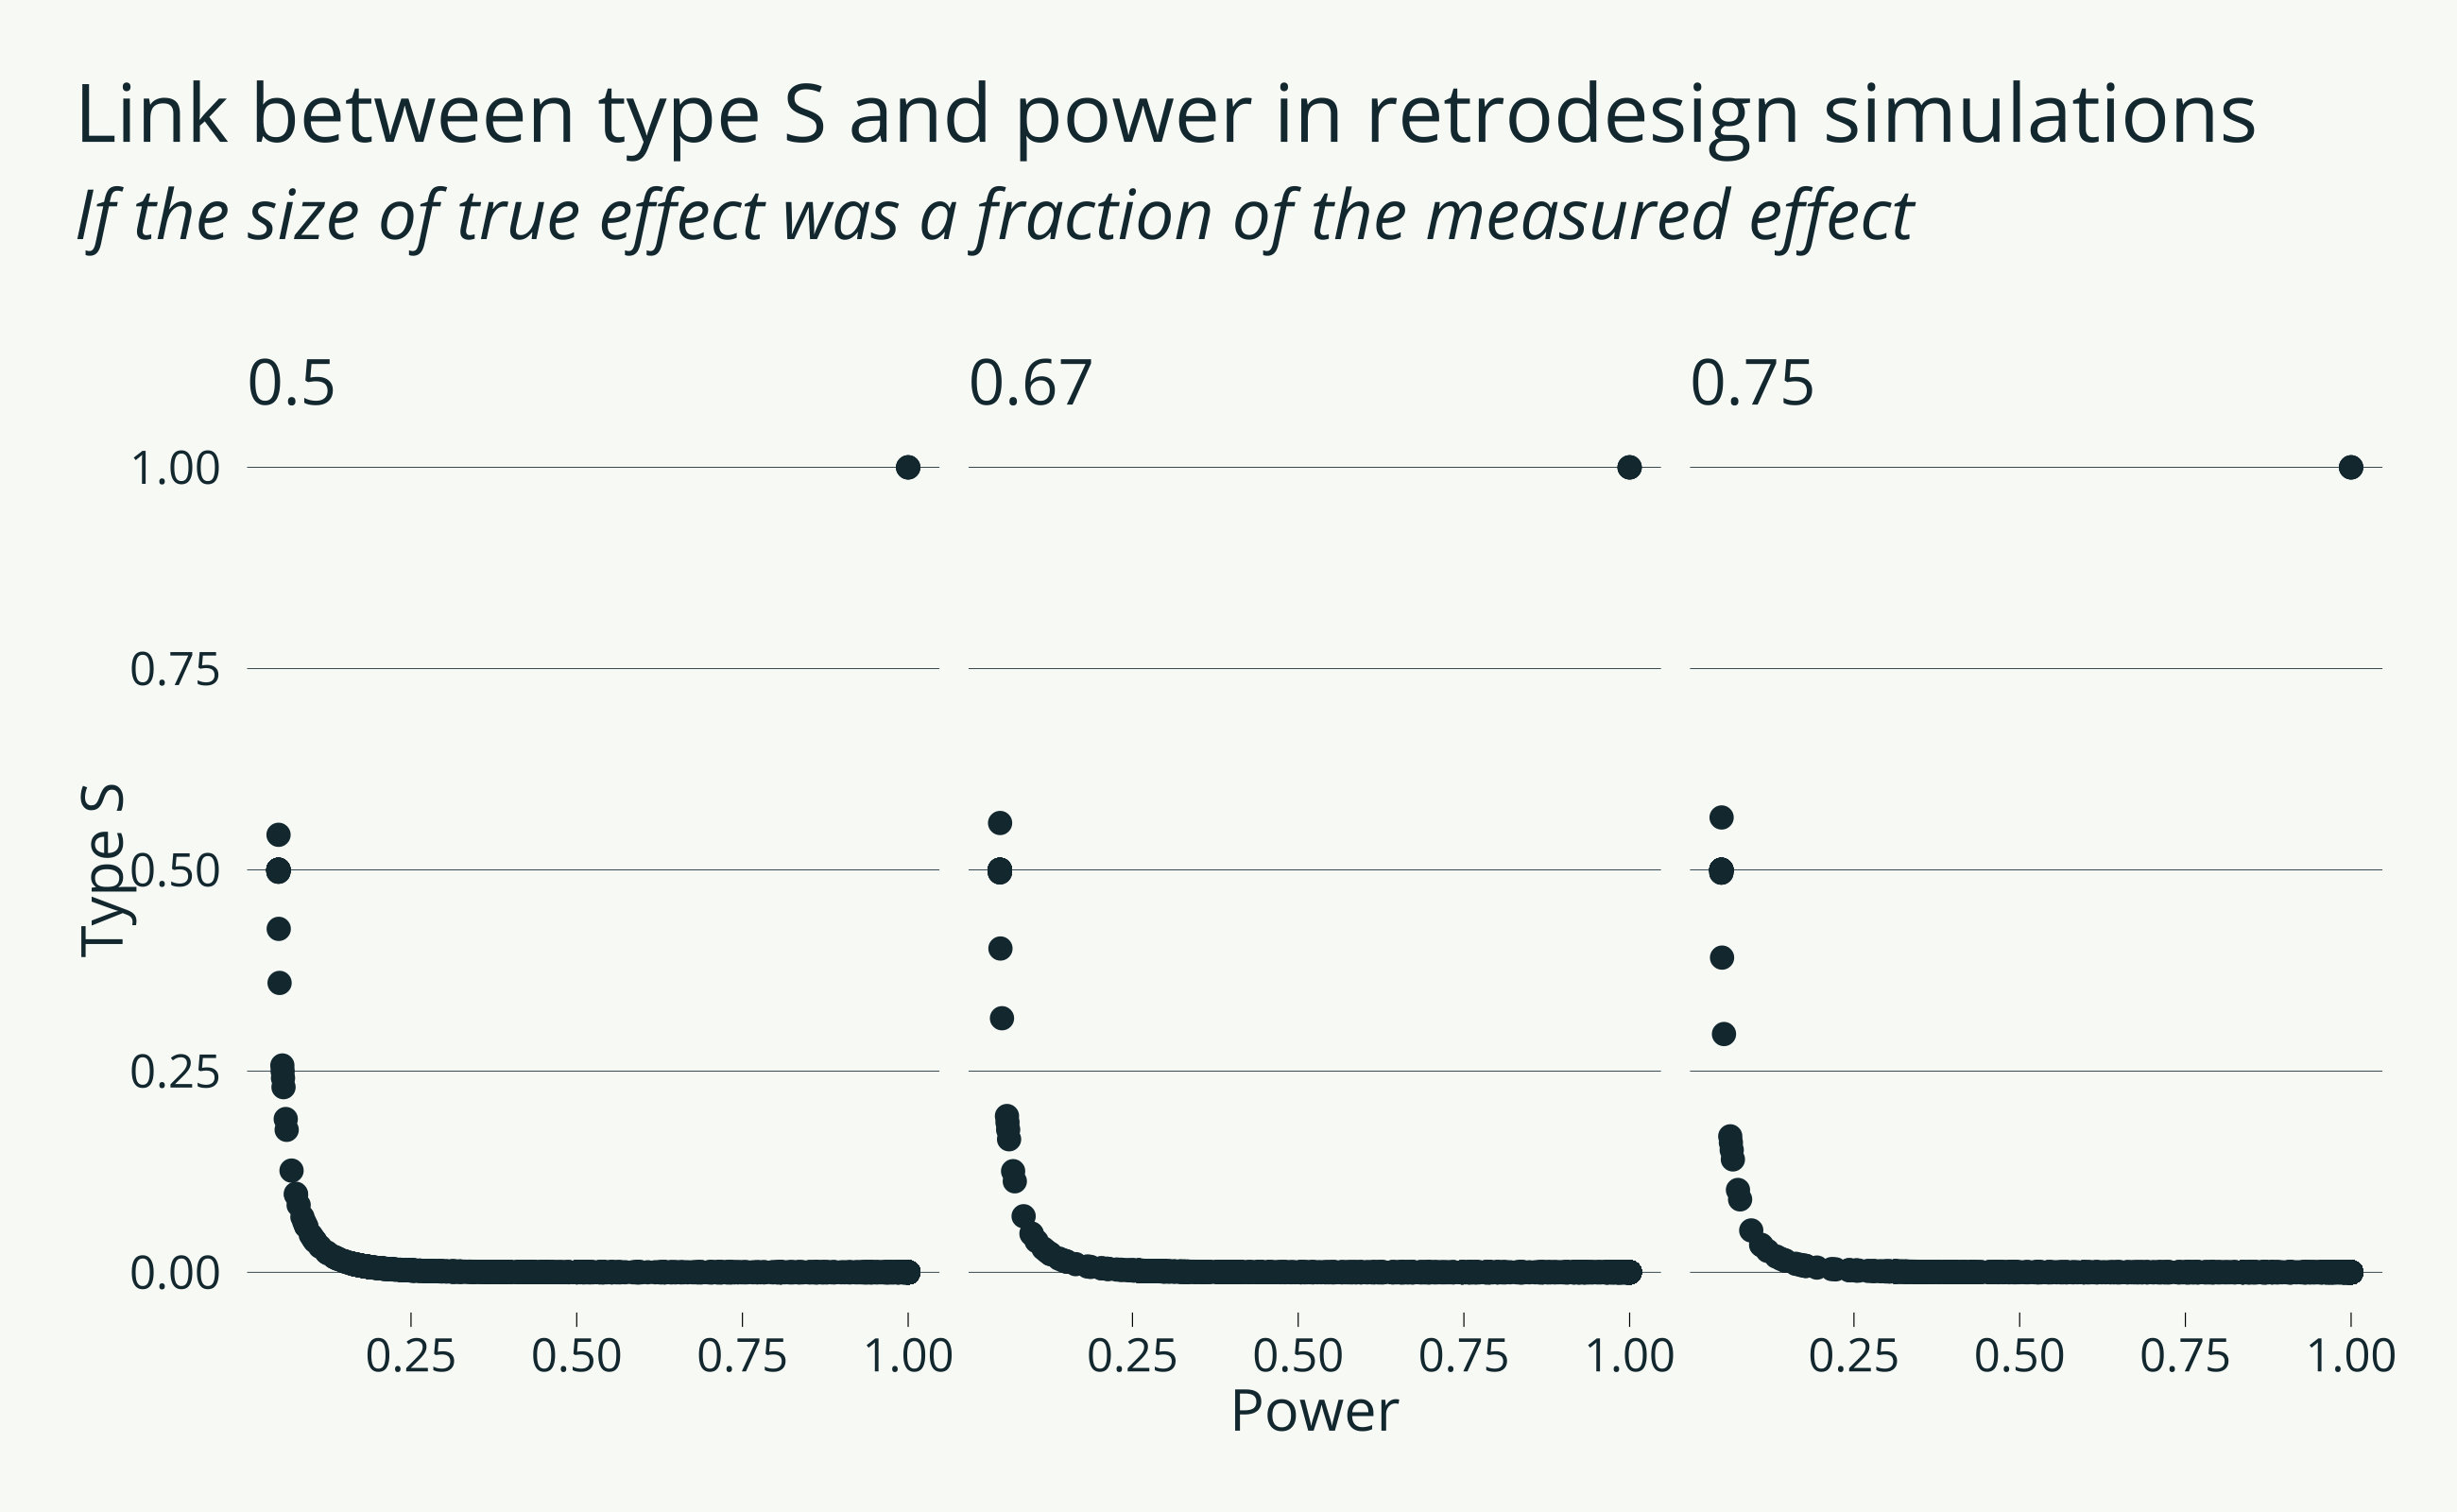 Link between type S and power in retrodesign simulations
If the size of true effect was a fraction of the measured effect
0.5 0.67 0.75
1.00
0.75
Type S
0.50
0.25
0.00
0.25 0.50 0.75 1.00 0.25 0.50 0.75 1.00 0.25 0.50 0.75 1.00
Power